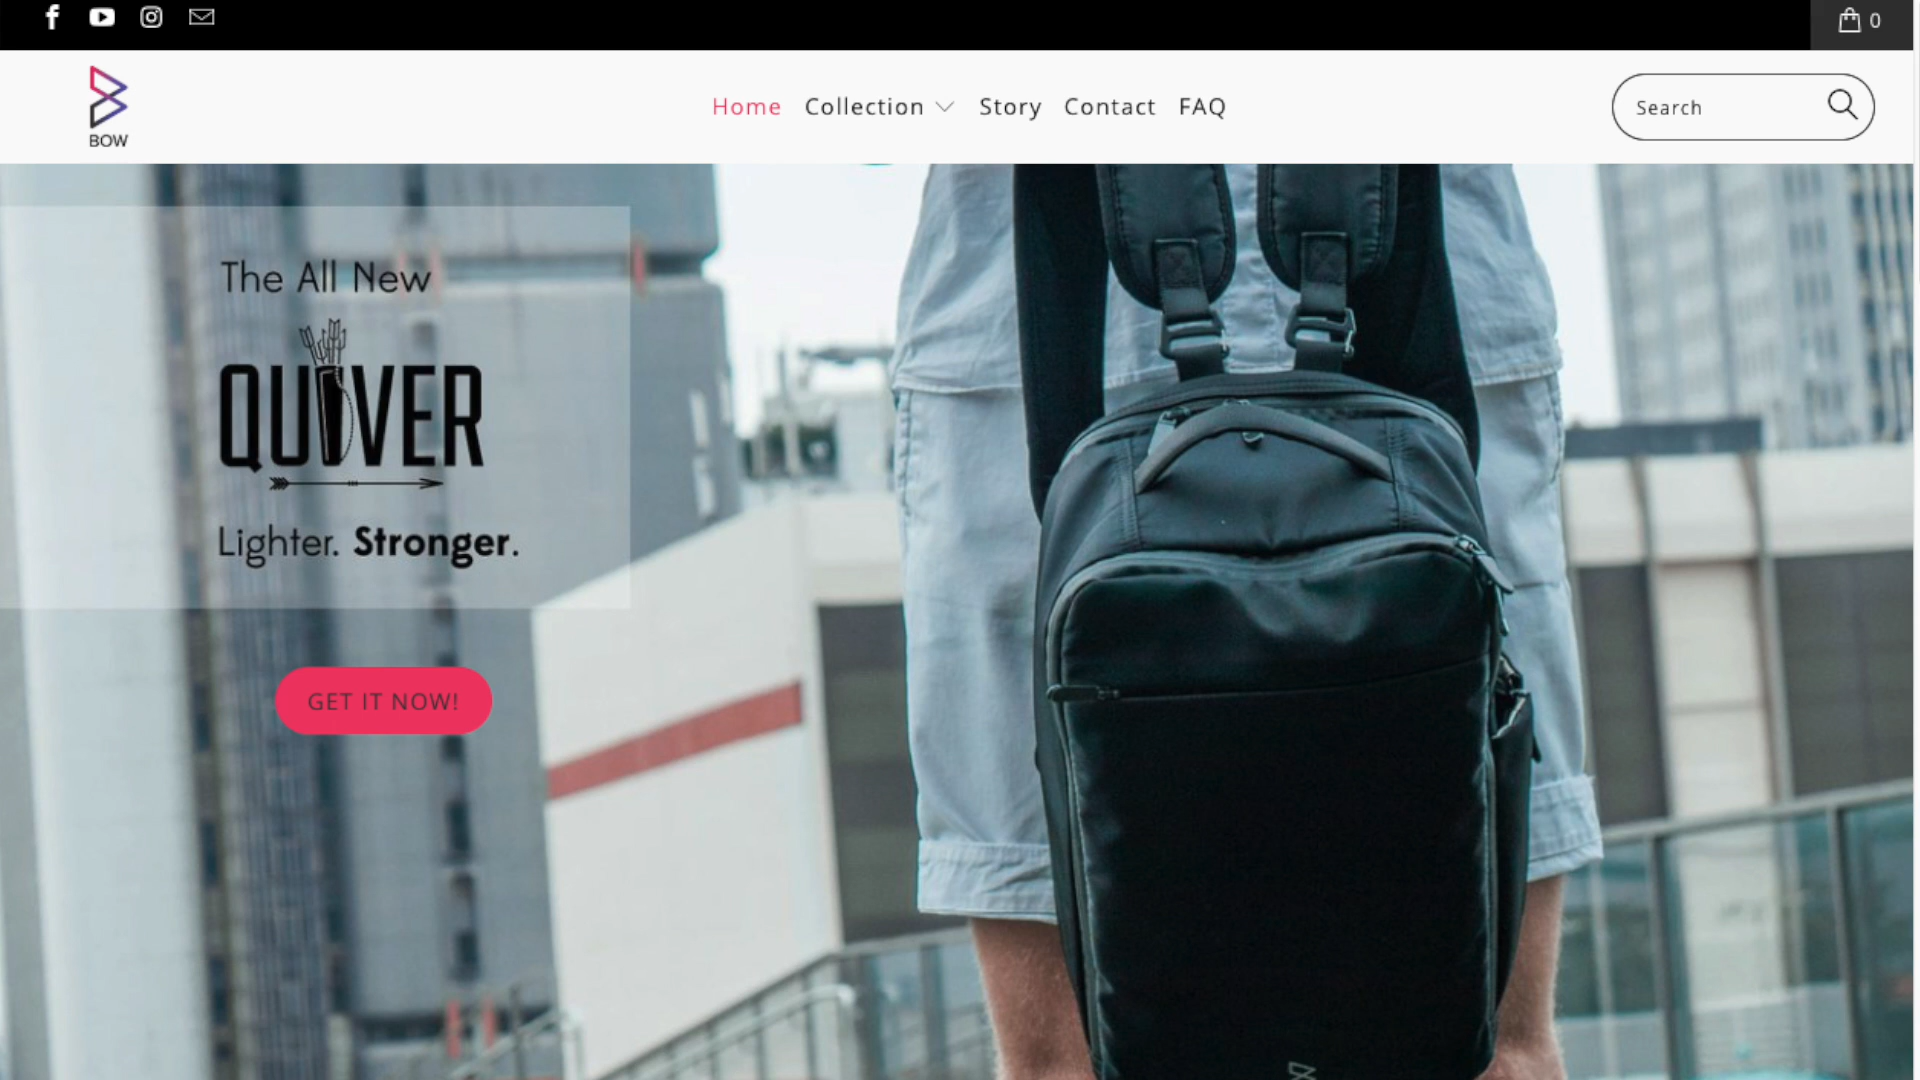 0
BOW
Home Collection Story Contact FAQ
Search
The All New
QUIVER
Lighter. Stronger.
GET IT NOW!